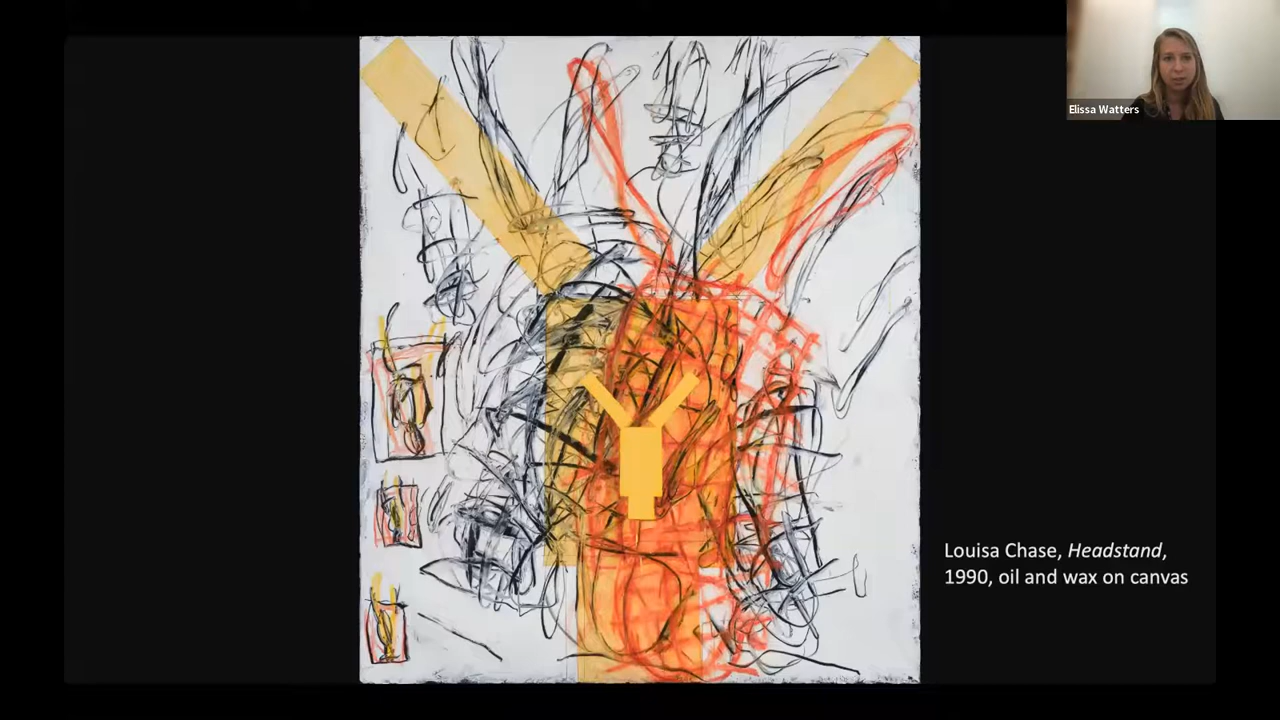 Elissa Watters
Louisa Chase, Headstand,
1990, oil and wax on canvas